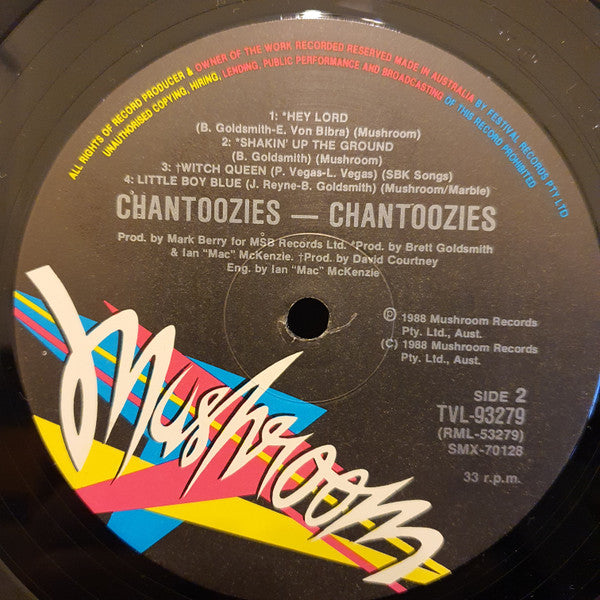 ALL RIGHTS OF RECORD PRODUCER & OWNER OF THE WORK RECORDED RESERVED MADE IN AUSTRALIA BY FESTIVAL RECORDS PTY LTD
UNAUTHORISED COPYING, HIRING, LENDING, PUBLIC PERFORMANCE AND BROADCASTING OF THIS RECORD PROHIBITED
1: *HEY LORD
(B. Goldsmith-E. Von Bibra) (Mushroom)
2: *SHAKIN' UP THE GROUND
(B. Goldsmith) (Mushroom)
3: †WITCH QUEEN (P. Vegas-L. Vegas) (SBK Songs)
4: LITTLE BOY BLUE (J. Reyne-B. Goldsmith) (Mushroom/Marble)
CHANTOOZIES — CHANTOOZIES
Prod. by Mark Berry for MSB Records Ltd. *Prod. by Brett Goldsmith
& Ian "Mac" McKenzie. †Prod. by David Courtney
Eng. by Ian "Mac" McKenzie
Ⓟ 1988 Mushroom Records
Pty. Ltd., Aust.
(C) 1988 Mushroom Records
Pty. Ltd., Aust.
SIDE 2
TVL-93279
(RML-53279)
SMX-70126
33 r.p.m.
Mushroom